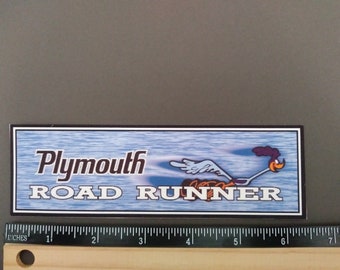 Plymouth
ROAD RUNNER
INCHES 1 2 3 4 5 6 7